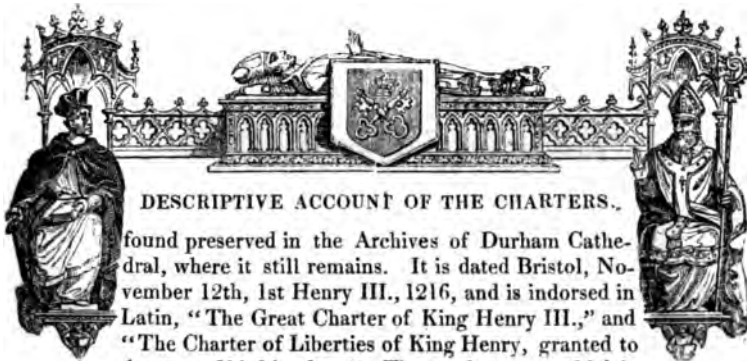 DESCRIPTIVE ACCOUNT OF THE CHARTERS.
found preserved in the Archives of Durham Cathe-
dral, where it still remains. It is dated Bristol, No-
vember 12th, 1st Henry III., 1216, and is indorsed in
Latin, “The Great Charter of King Henry III.,” and
“The Charter of Liberties of King Henry, granted to